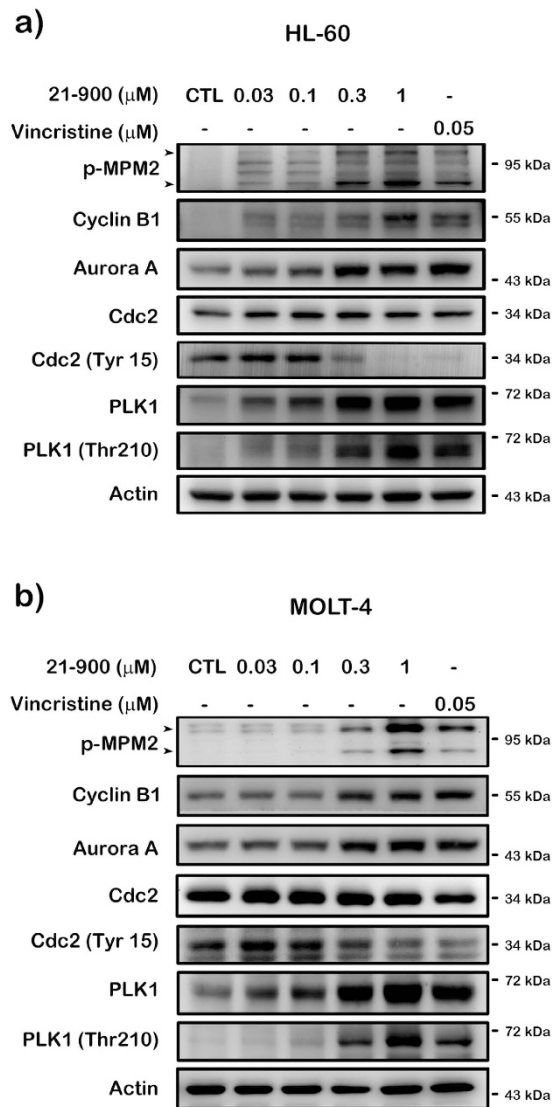 a)
HL-60
21-900 (μM) CTL 0.03 0.1 0.3 1 -
Vincristine (μM) - - - - - 0.05
p-MPM2 - 95 kDa
Cyclin B1 - 55 kDa
Aurora A - 43 kDa
Cdc2 - 34 kDa
Cdc2 (Tyr 15) - 34 kDa
PLK1 - 72 kDa
PLK1 (Thr210) - 72 kDa
Actin - 43 kDa
b)
MOLT-4
21-900 (μM) CTL 0.03 0.1 0.3 1 -
Vincristine (μM) - - - - - 0.05
p-MPM2 - 95 kDa
Cyclin B1 - 55 kDa
Aurora A - 43 kDa
Cdc2 - 34 kDa
Cdc2 (Tyr 15) - 34 kDa
PLK1 - 72 kDa
PLK1 (Thr210) - 72 kDa
Actin - 43 kDa